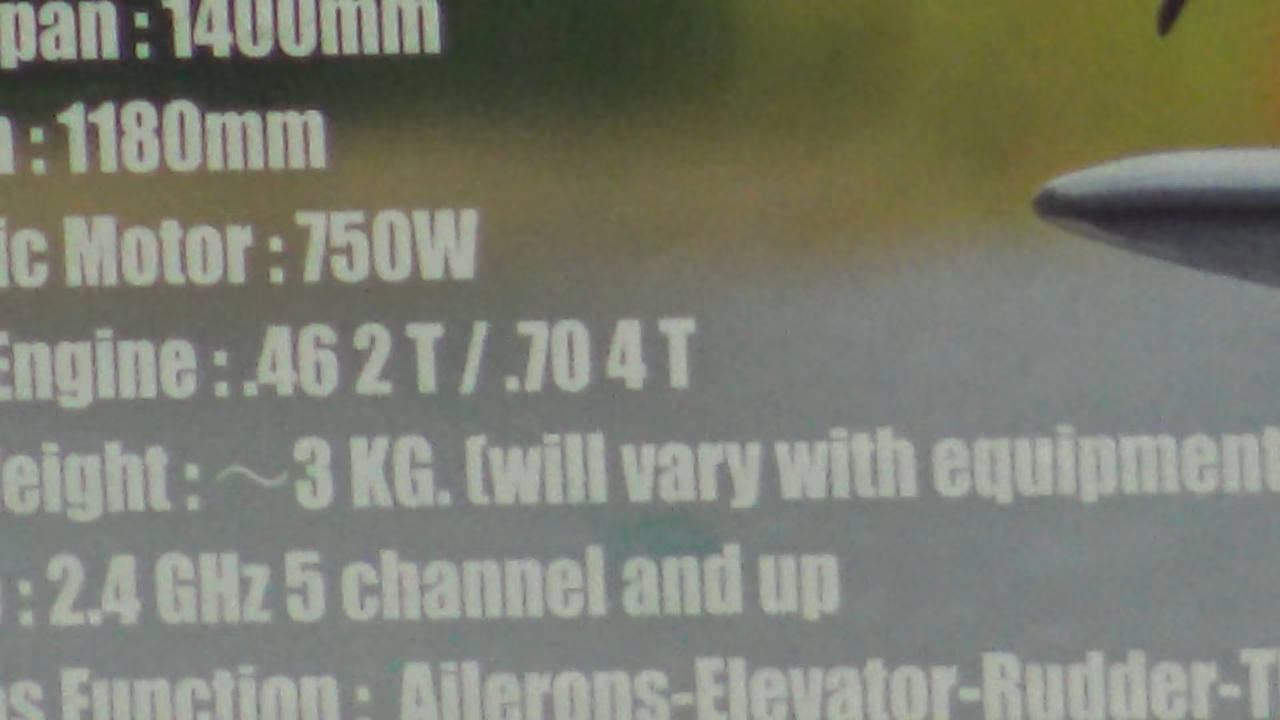 pan : 1400mm
: 1180mm
ic Motor : 750W
Engine : .46 2 T / .70 4 T
eight : ~3 KG. (will vary with equipment
: 2.4 GHz 5 channel and up
s Function : Ailerons-Elevator-Rudder-T